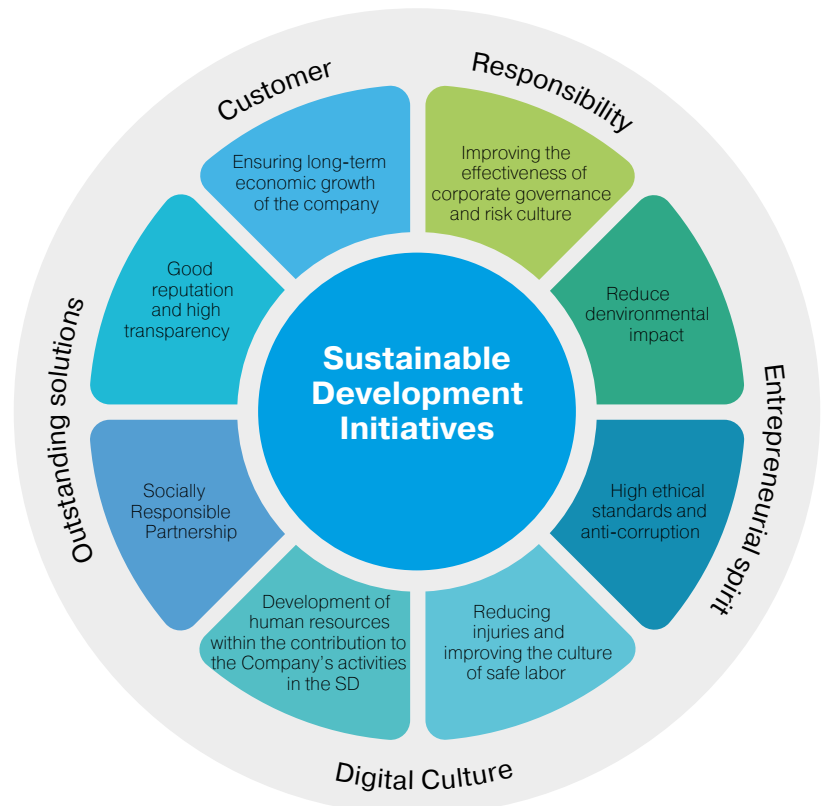 Customer
Responsibility
Ensuring long-term
economic growth
of the company
Improving the
effectiveness of
corporate governance
and risk culture
Good
reputation
and high
transparency
Reduce
denvironmental
impact
Sustainable
Development
Initiatives
Outstanding solutions
Entrepreneurial spirit
Socially
Responsible
Partnership
High ethical
standards and
anti-corruption
Development of
human resources
within the contribution to
the Company's activities
in the SD
Reducing
injuries and
improving the culture
of safe labor
Digital Culture